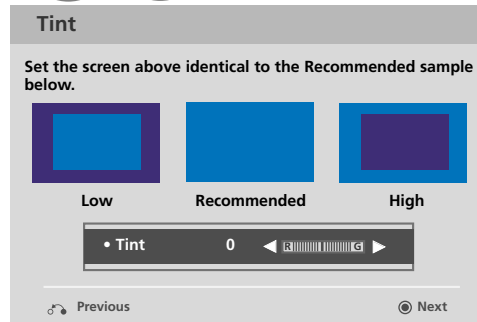 Tint
Set the screen above identical to the Recommended sample
below.
Low Recommended High
• Tint 0 R G
Previous Next